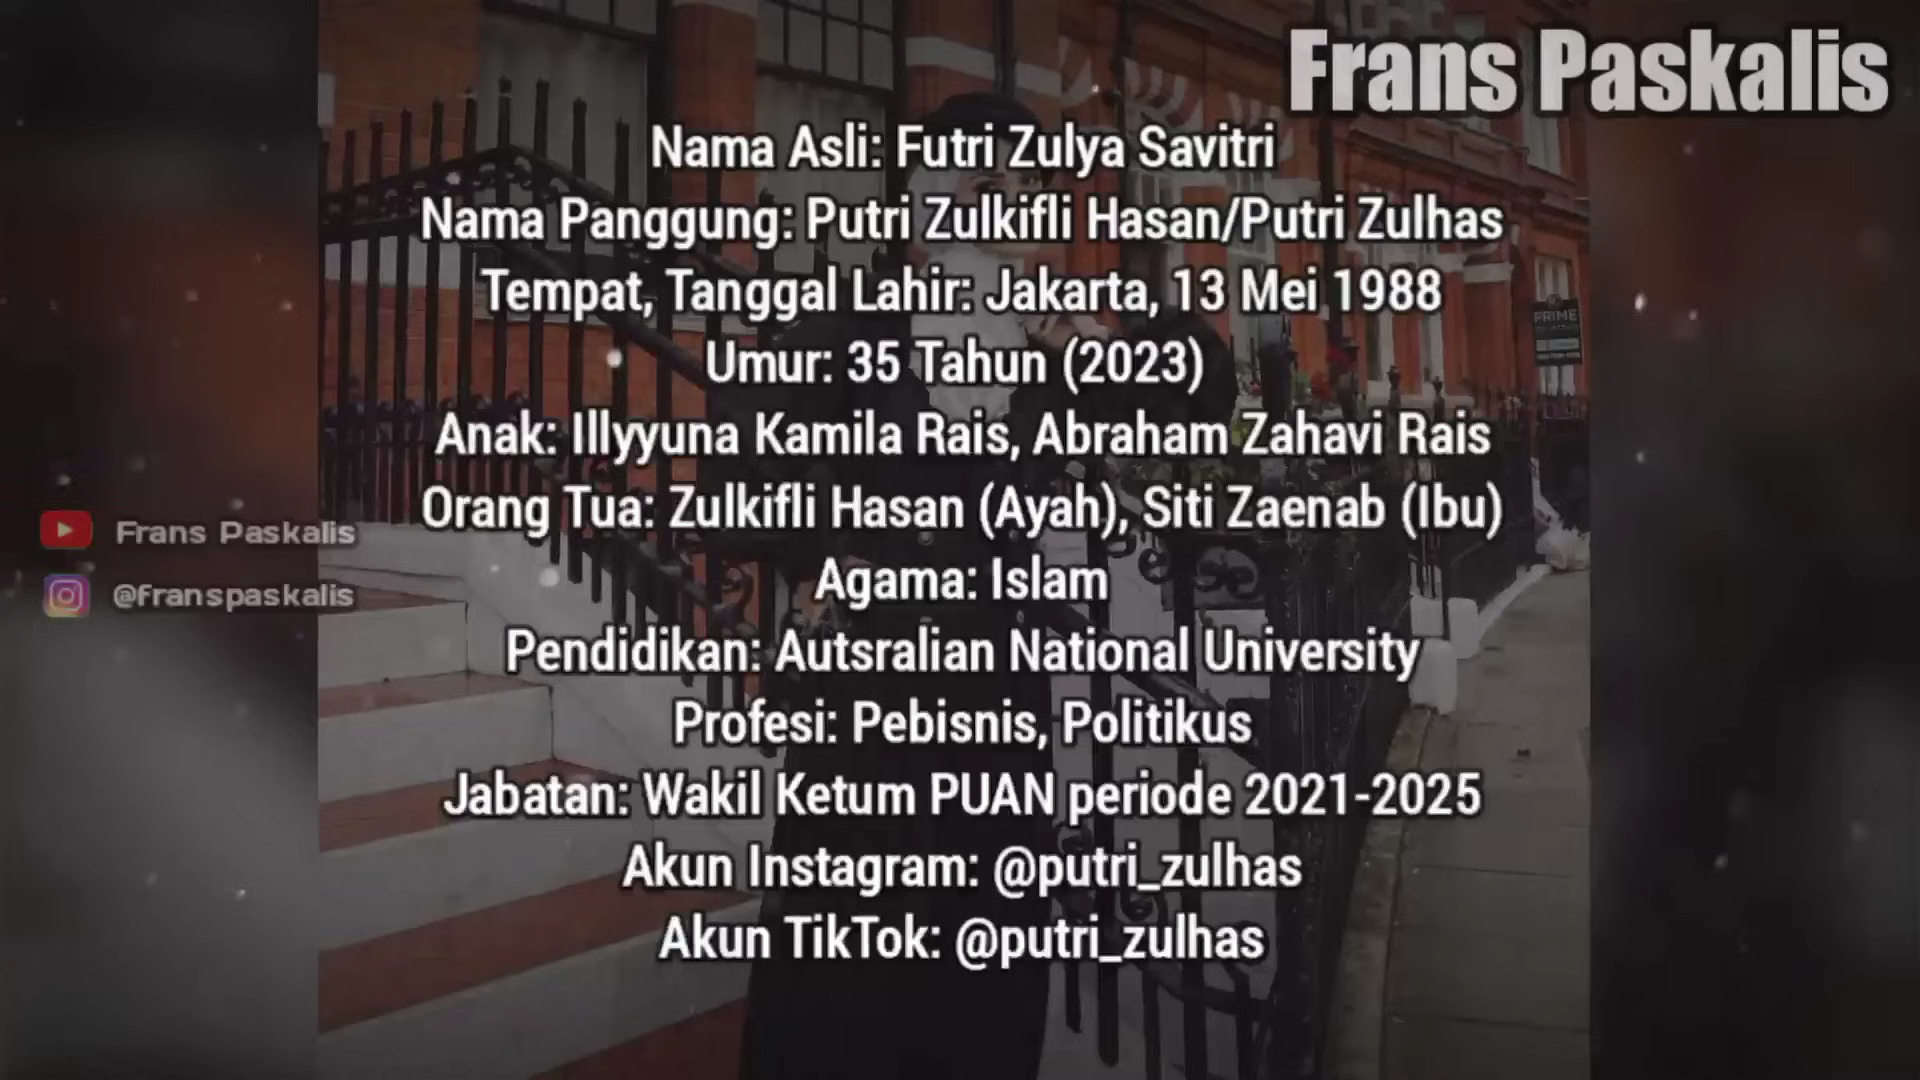 Frans Paskalis
Nama Asli: Futri Zulya Savitri
Nama Panggung: Putri Zulkifli Hasan/Putri Zulhas
Tempat, Tanggal Lahir: Jakarta, 13 Mei 1988
Umur: 35 Tahun (2023)
Anak: Illyyuna Kamila Rais, Abraham Zahavi Rais
Orang Tua: Zulkifli Hasan (Ayah), Siti Zaenab (Ibu)
Agama: Islam
Pendidikan: Autsralian National University
Profesi: Pebisnis, Politikus
Jabatan: Wakil Ketum PUAN periode 2021-2025
Akun Instagram: @putri_zulhas
Akun TikTok: @putri_zulhas
Frans Paskalis
@franspaskalis
PRIME